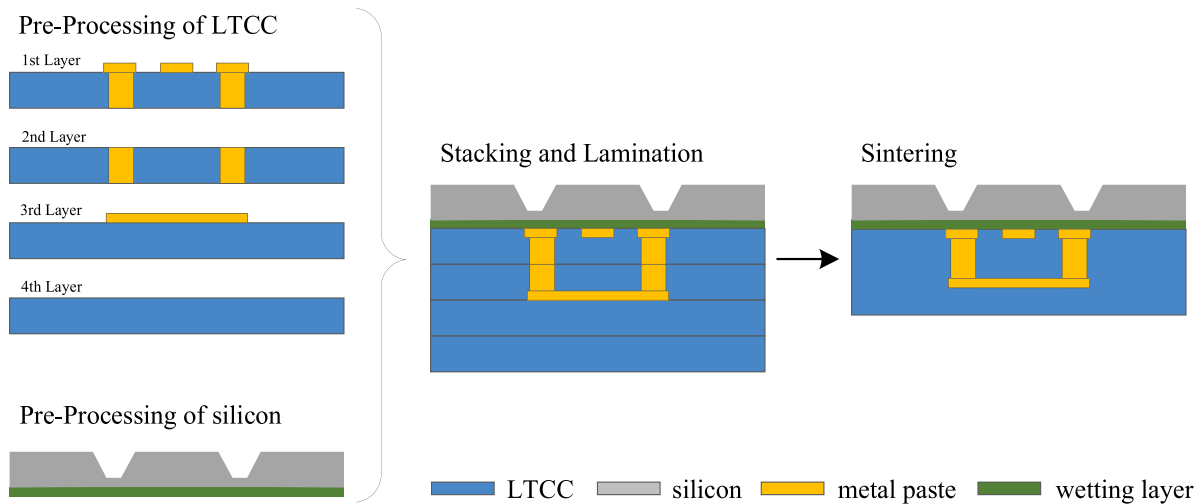 Pre-Processing of LTCC
1st Layer
2nd Layer
3rd Layer
4th Layer
Pre-Processing of silicon
Stacking and Lamination
Sintering
LTCC
silicon
metal paste
wetting layer